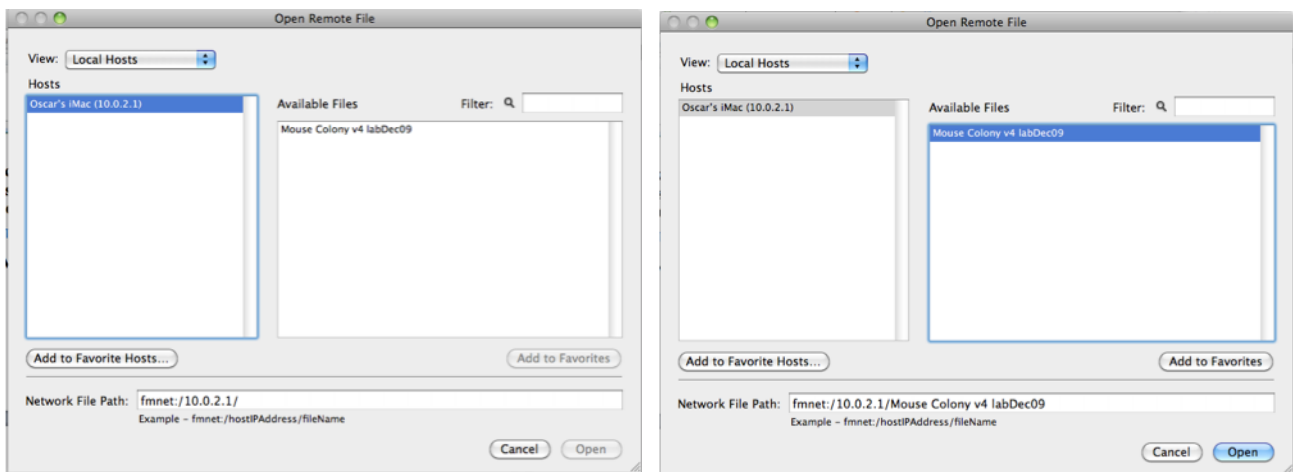 Open Remote File
View: Local Hosts
Hosts
Oscar's iMac (10.0.2.1)
Available Files Filter:
Mouse Colony v4 labDec09
Add to Favorite Hosts... Add to Favorites
Network File Path: fmnet:/10.0.2.1/
Example - fmnet:/hostIPAddress/fileName
Cancel Open
Open Remote File
View: Local Hosts
Hosts
Oscar's iMac (10.0.2.1)
Available Files Filter:
Mouse Colony v4 labDec09
Add to Favorite Hosts... Add to Favorites
Network File Path: fmnet:/10.0.2.1/Mouse Colony v4 labDec09
Example - fmnet:/hostIPAddress/fileName
Cancel Open